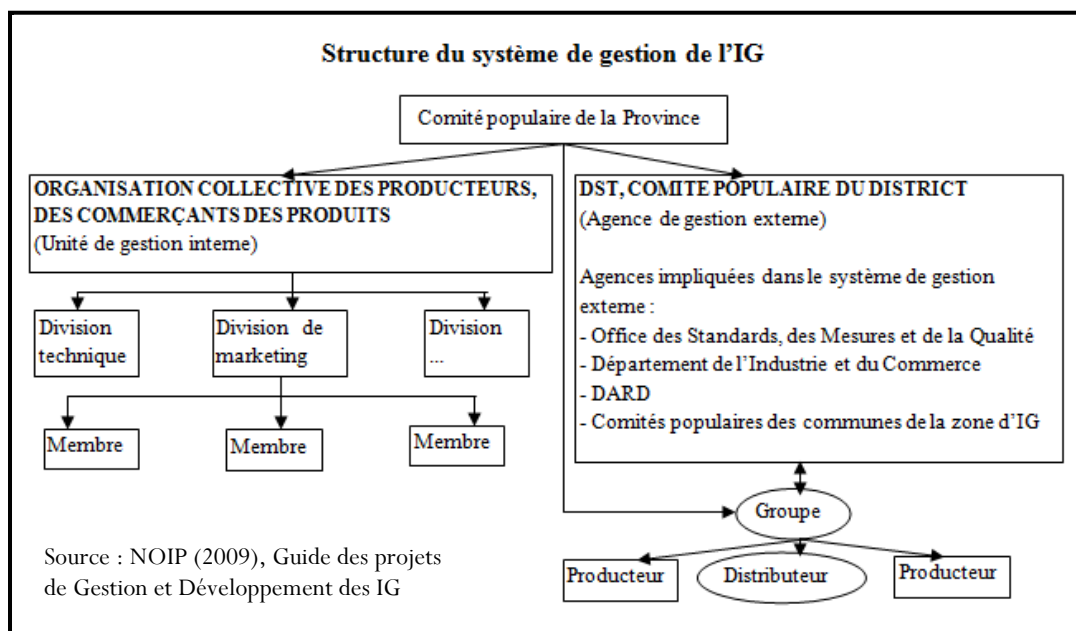 Structure du système de gestion de l’IG
Comité populaire de la Province
ORGANISATION COLLECTIVE DES PRODUCTEURS,
DES COMMERÇANTS DES PRODUITS
(Unité de gestion interne)
DST, COMITE POPULAIRE DU DISTRICT
(Agence de gestion externe)
Agences impliquées dans le système de gestion
externe :
- Office des Standards, des Mesures et de la Qualité
- Département de l’Industrie et du Commerce
- DARD
- Comités populaires des communes de la zone d’IG
Division
technique
Division de
marketing
Division
...
Membre
Membre
Membre
Groupe
Producteur
Distributeur
Producteur
Source : NOIP (2009), Guide des projets
de Gestion et Développement des IG